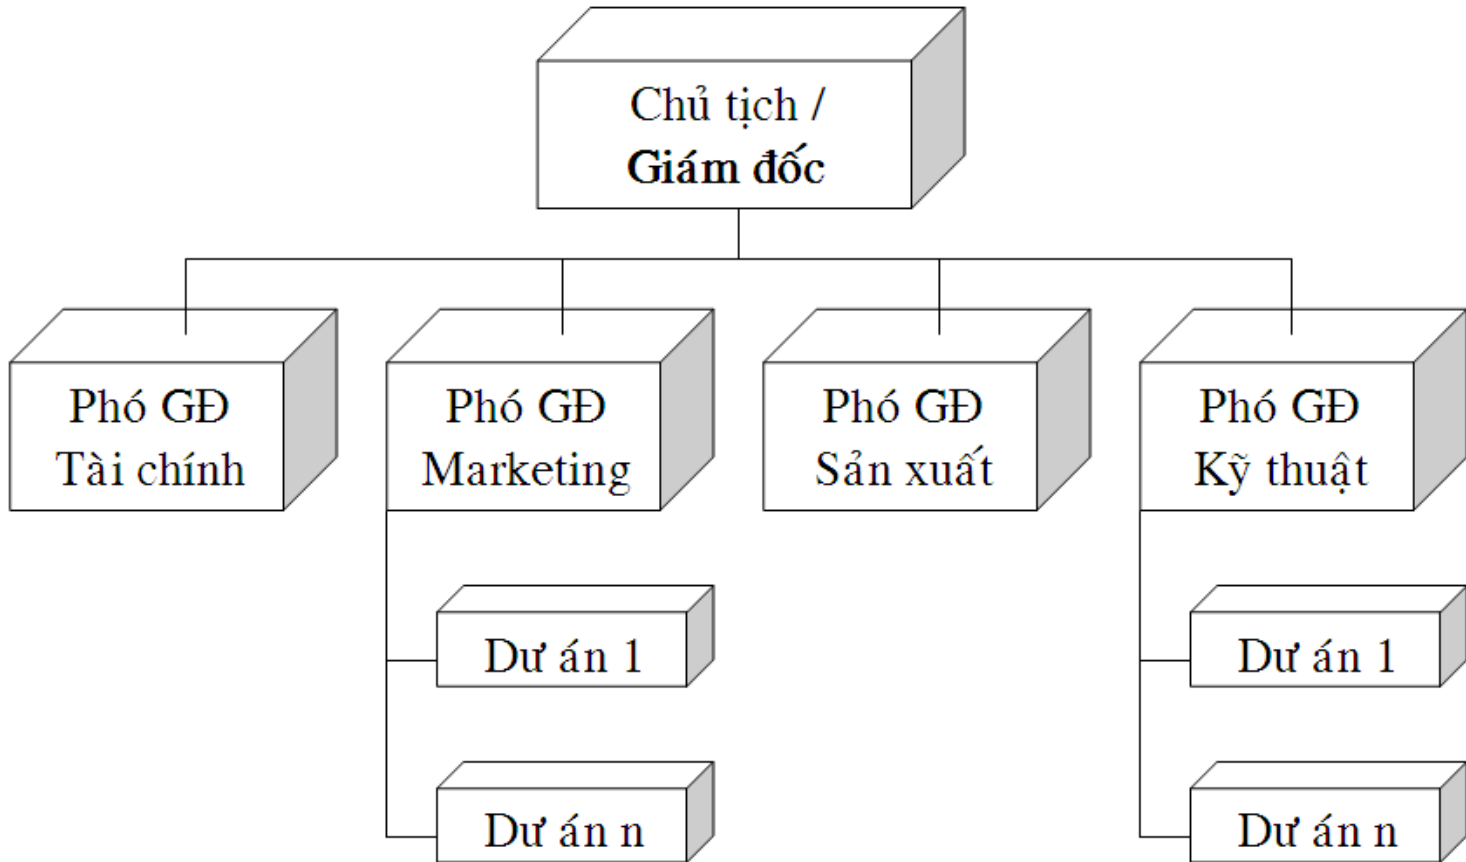 Chủ tịch /
Giám đốc
Phó GĐ
Tài chính
Phó GĐ
Marketing
Phó GĐ
Sản xuất
Phó GĐ
Kỹ thuật
Dư án 1
Dư án 1
Dư án n
Dư án n